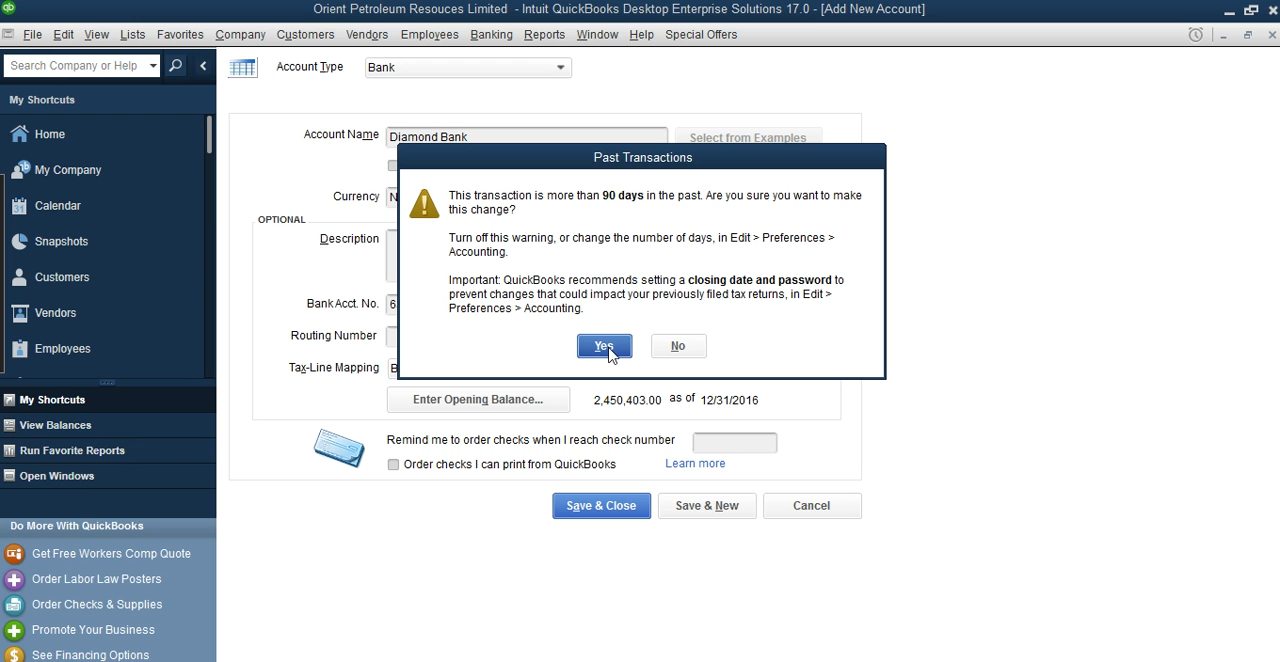 Orient Petroleum Resouces Limited - Intuit QuickBooks Desktop Enterprise Solutions 17.0 - [Add New Account]
File Edit View Lists Favorites Company Customers Vendors Employees Banking Reports Window Help Special Offers
Search Company or Help
Account Type Bank
My Shortcuts
Home
My Company
Calendar
Snapshots
Customers
Vendors
Employees
My Shortcuts
View Balances
Run Favorite Reports
Open Windows
Do More With QuickBooks
Get Free Workers Comp Quote
Order Labor Law Posters
Order Checks & Supplies
Promote Your Business
See Financing Options
Account Name Diamond Bank Select from Examples
Currency N
OPTIONAL
Description
Bank Acct. No. 6
Routing Number
Tax-Line Mapping B
Enter Opening Balance... 2,450,403.00 as of 12/31/2016
Remind me to order checks when I reach check number
Order checks I can print from QuickBooks Learn more
Save & Close Save & New Cancel
Past Transactions
This transaction is more than 90 days in the past. Are you sure you want to make
this change?
Turn off this warning, or change the number of days, in Edit > Preferences >
Accounting.
Important: QuickBooks recommends setting a closing date and password to
prevent changes that could impact your previously filed tax returns, in Edit >
Preferences > Accounting.
Yes No